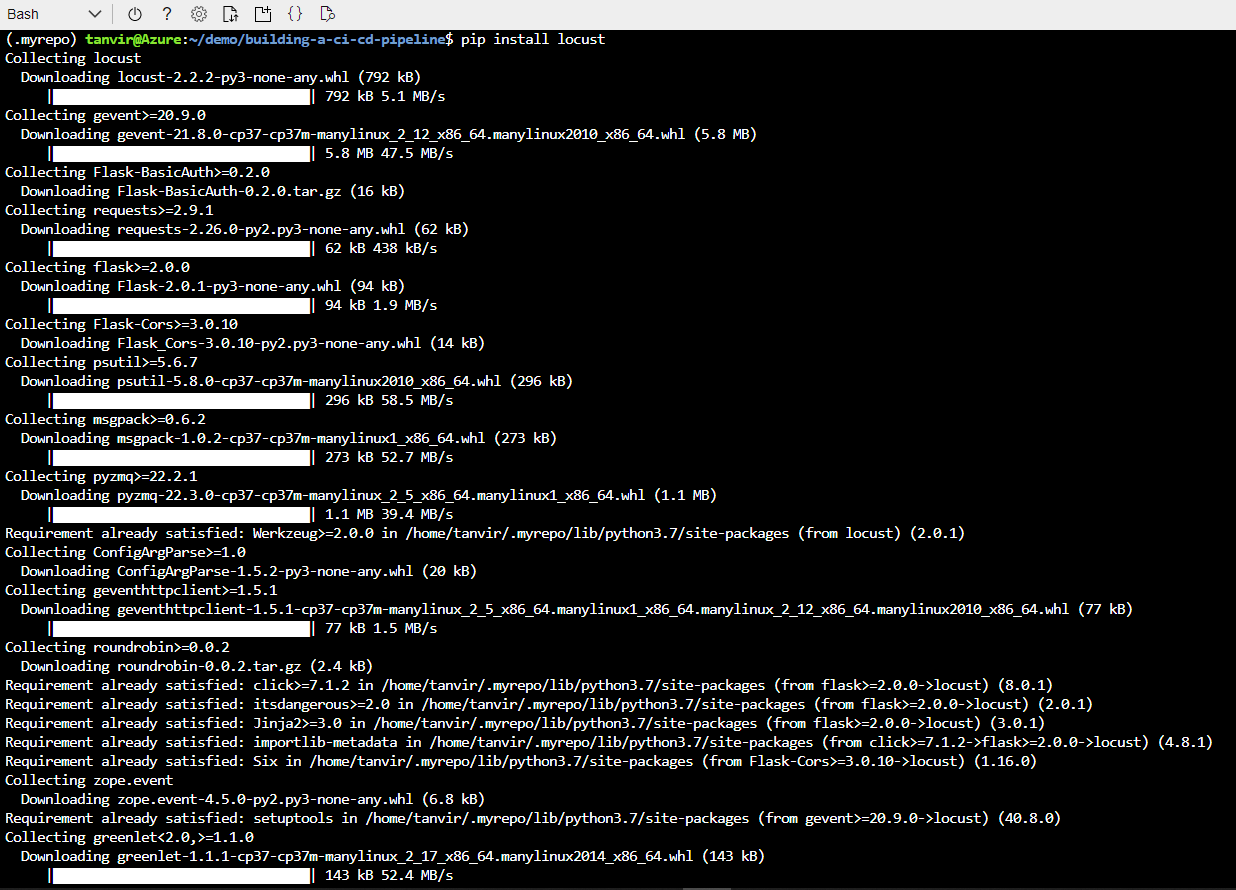 Bash
(.myrepo) tanvir@Azure:~/demo/building-a-ci-cd-pipeline$ pip install locust
Collecting locust
  Downloading locust-2.2.2-py3-none-any.whl (792 kB)
     || 792 kB 5.1 MB/s
Collecting gevent>=20.9.0
  Downloading gevent-21.8.0-cp37-cp37m-manylinux_2_12_x86_64.manylinux2010_x86_64.whl (5.8 MB)
     || 5.8 MB 47.5 MB/s
Collecting Flask-BasicAuth>=0.2.0
  Downloading Flask-BasicAuth-0.2.0.tar.gz (16 kB)
Collecting requests>=2.9.1
  Downloading requests-2.26.0-py2.py3-none-any.whl (62 kB)
     || 62 kB 438 kB/s
Collecting flask>=2.0.0
  Downloading Flask-2.0.1-py3-none-any.whl (94 kB)
     || 94 kB 1.9 MB/s
Collecting Flask-Cors>=3.0.10
  Downloading Flask_Cors-3.0.10-py2.py3-none-any.whl (14 kB)
Collecting psutil>=5.6.7
  Downloading psutil-5.8.0-cp37-cp37m-manylinux2010_x86_64.whl (296 kB)
     || 296 kB 58.5 MB/s
Collecting msgpack>=0.6.2
  Downloading msgpack-1.0.2-cp37-cp37m-manylinux1_x86_64.whl (273 kB)
     || 273 kB 52.7 MB/s
Collecting pyzmq>=22.2.1
  Downloading pyzmq-22.3.0-cp37-cp37m-manylinux_2_5_x86_64.manylinux1_x86_64.whl (1.1 MB)
     || 1.1 MB 39.4 MB/s
Requirement already satisfied: Werkzeug>=2.0.0 in /home/tanvir/.myrepo/lib/python3.7/site-packages (from locust) (2.0.1)
Collecting ConfigArgParse>=1.0
  Downloading ConfigArgParse-1.5.2-py3-none-any.whl (20 kB)
Collecting geventhttpclient>=1.5.1
  Downloading geventhttpclient-1.5.1-cp37-cp37m-manylinux_2_5_x86_64.manylinux1_x86_64.manylinux_2_12_x86_64.manylinux2010_x86_64.whl (77 kB)
     || 77 kB 1.5 MB/s
Collecting roundrobin>=0.0.2
  Downloading roundrobin-0.0.2.tar.gz (2.4 kB)
Requirement already satisfied: click>=7.1.2 in /home/tanvir/.myrepo/lib/python3.7/site-packages (from flask>=2.0.0->locust) (8.0.1)
Requirement already satisfied: itsdangerous>=2.0 in /home/tanvir/.myrepo/lib/python3.7/site-packages (from flask>=2.0.0->locust) (2.0.1)
Requirement already satisfied: Jinja2>=3.0 in /home/tanvir/.myrepo/lib/python3.7/site-packages (from flask>=2.0.0->locust) (3.0.1)
Requirement already satisfied: importlib-metadata in /home/tanvir/.myrepo/lib/python3.7/site-packages (from click>=7.1.2->flask>=2.0.0->locust) (4.8.1)
Requirement already satisfied: Six in /home/tanvir/.myrepo/lib/python3.7/site-packages (from Flask-Cors>=3.0.10->locust) (1.16.0)
Collecting zope.event
  Downloading zope.event-4.5.0-py2.py3-none-any.whl (6.8 kB)
Requirement already satisfied: setuptools in /home/tanvir/.myrepo/lib/python3.7/site-packages (from gevent>=20.9.0->locust) (40.8.0)
Collecting greenlet<2.0,>=1.1.0
  Downloading greenlet-1.1.1-cp37-cp37m-manylinux_2_17_x86_64.manylinux2014_x86_64.whl (143 kB)
     || 143 kB 52.4 MB/s